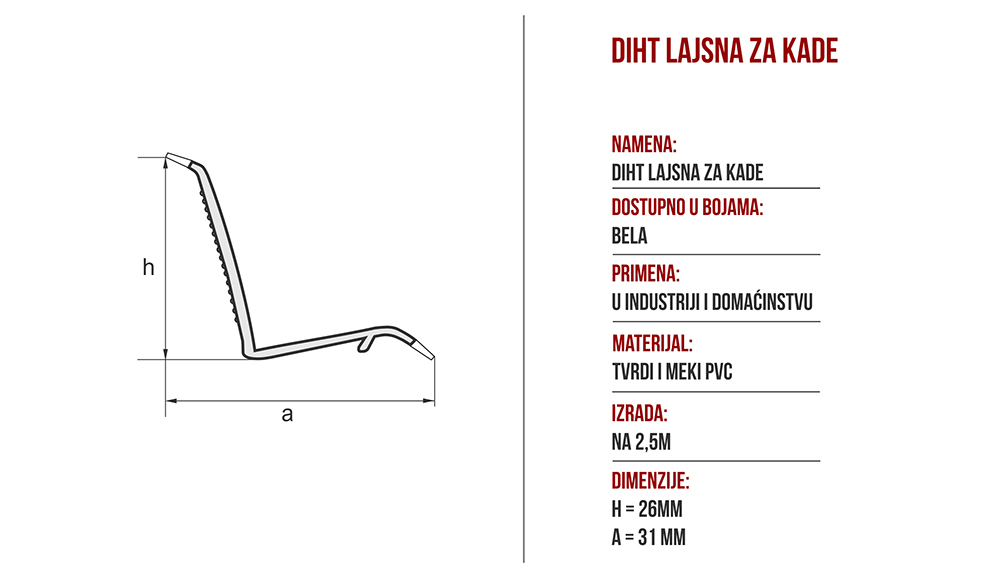 h
a
DIHT LAJSNA ZA KADE
NAMENA:
DIHT LAJSNA ZA KADE
DOSTUPNO U BOJAMA:
BELA
PRIMENA:
U INDUSTRIJI I DOMAĆINSTVU
MATERIJAL:
TVRDI I MEKI PVC
IZRADA:
NA 2,5M
DIMENZIJE:
H = 26MM
A = 31 MM